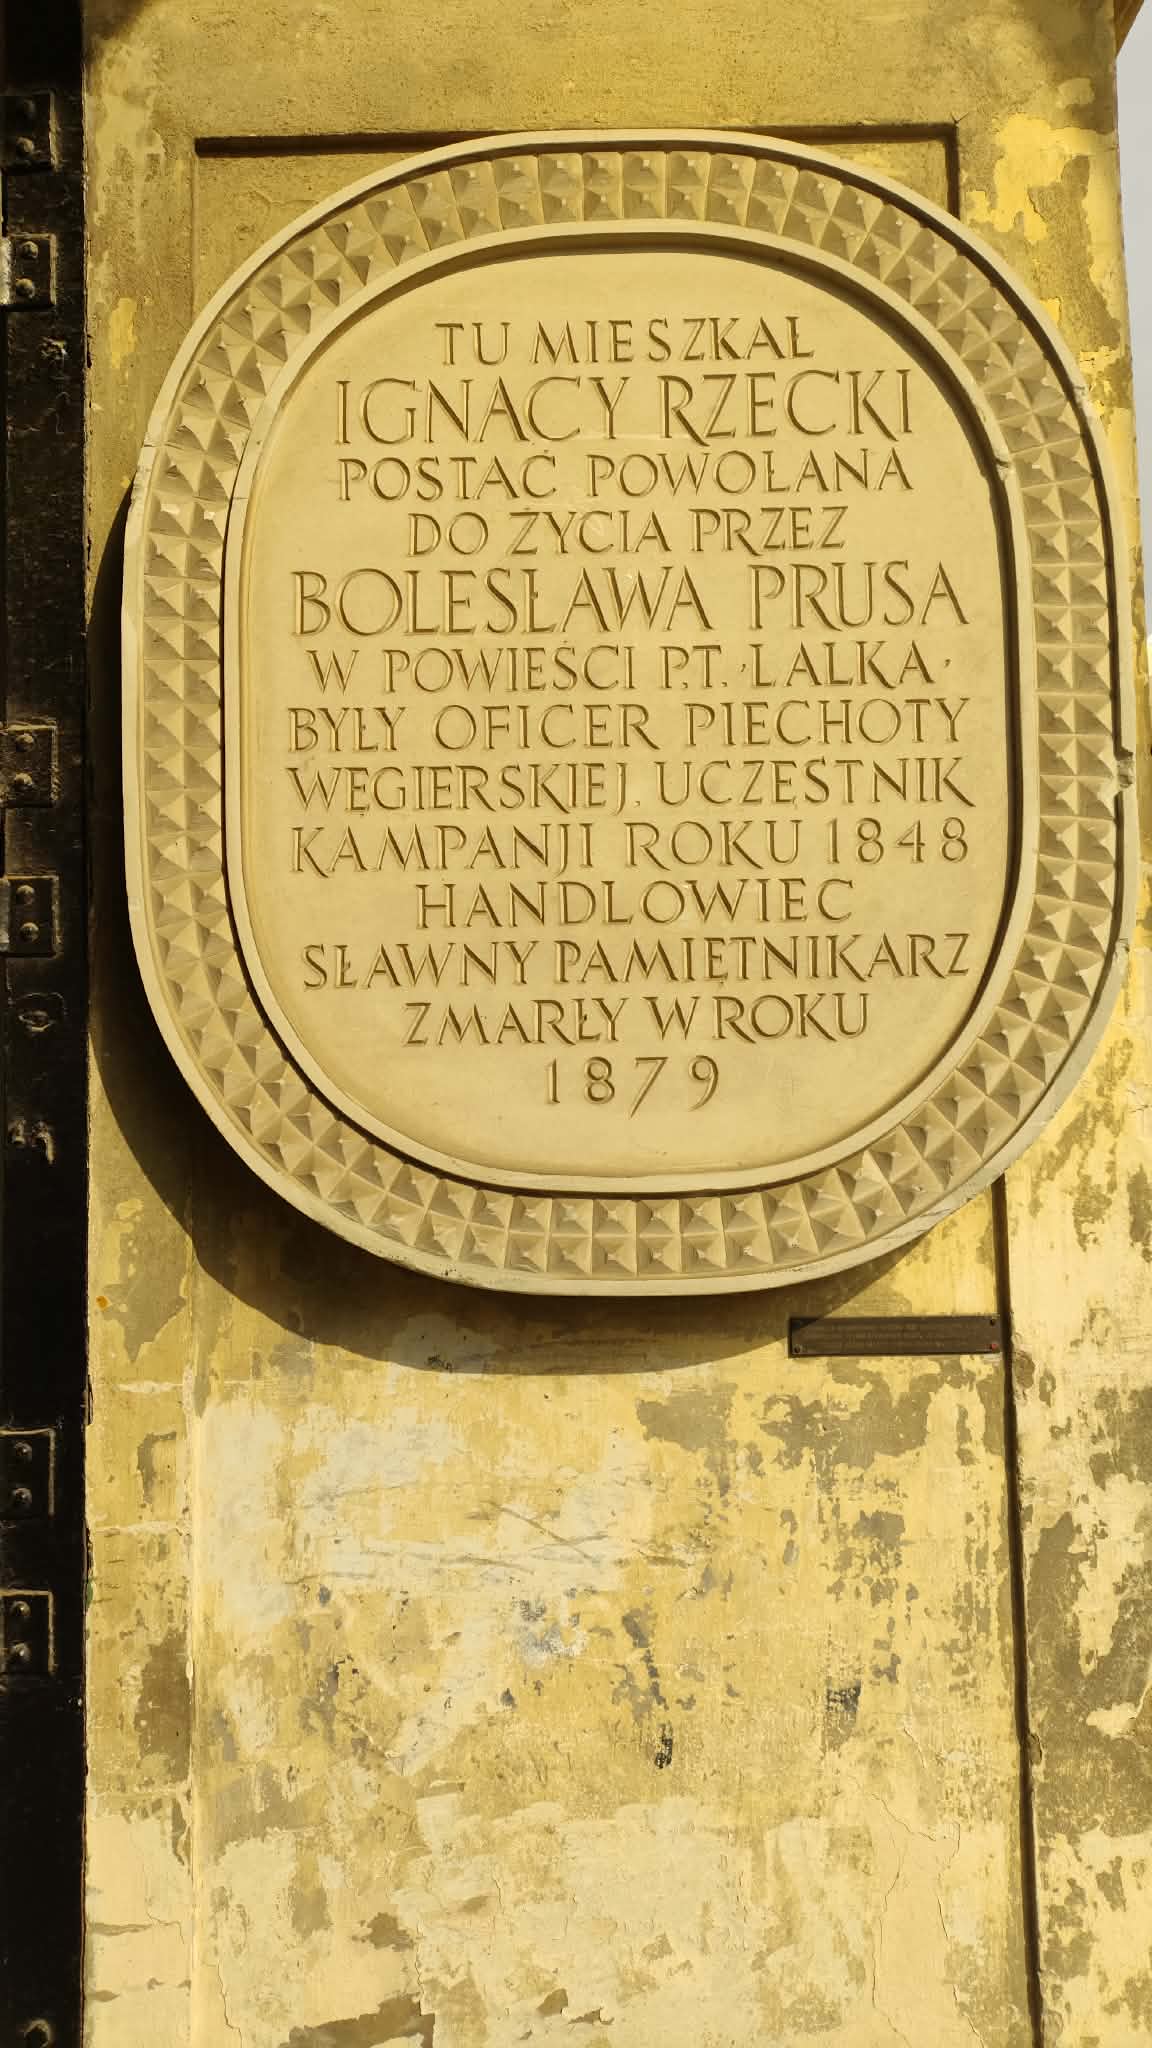 TU MIESZKAŁ
IGNACY RZECKI
POSTAĆ POWOŁANA
DO ŻYCIA PRZEZ
BOLESŁAWA PRUSA
W POWIEŚCI P.T. ,LALKA,
BYŁY OFICER PIECHOTY
WĘGIERSKIEJ, UCZESTNIK
KAMPANJI ROKU 1848
HANDLOWIEC
SŁAWNY PAMIĘTNIKARZ
ZMARŁY W ROKU
1879